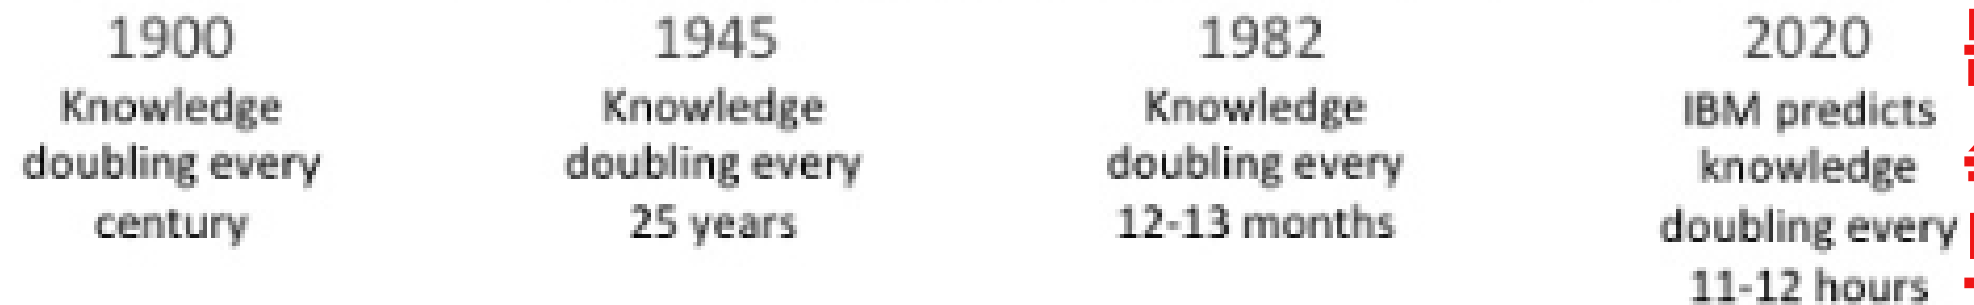 1900
Knowledge
doubling every
century
1945
Knowledge
doubling every
25 years
1982
Knowledge
doubling every
12-13 months
2020
IBM predicts
knowledge
doubling every
11-12 hours